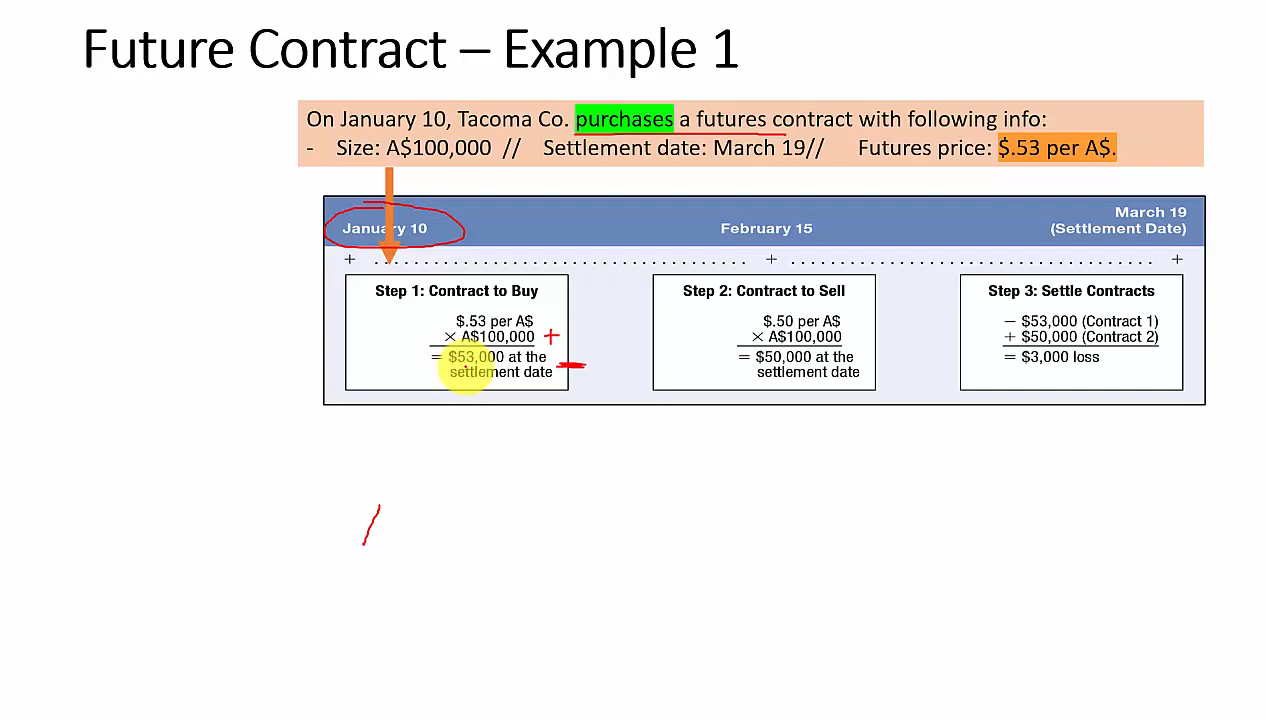 Future Contract – Example 1
On January 10, Tacoma Co. purchases a futures contract with following info:
- Size: A$100,000 // Settlement date: March 19// Futures price: $.53 per A$.
January 10
February 15
March 19
(Settlement Date)
Step 1: Contract to Buy
$.53 per A$
× A$100,000 +
= $53,000 at the
settlement date −
Step 2: Contract to Sell
$.50 per A$
× A$100,000
= $50,000 at the
settlement date
Step 3: Settle Contracts
− $53,000 (Contract 1)
+ $50,000 (Contract 2)
= $3,000 loss